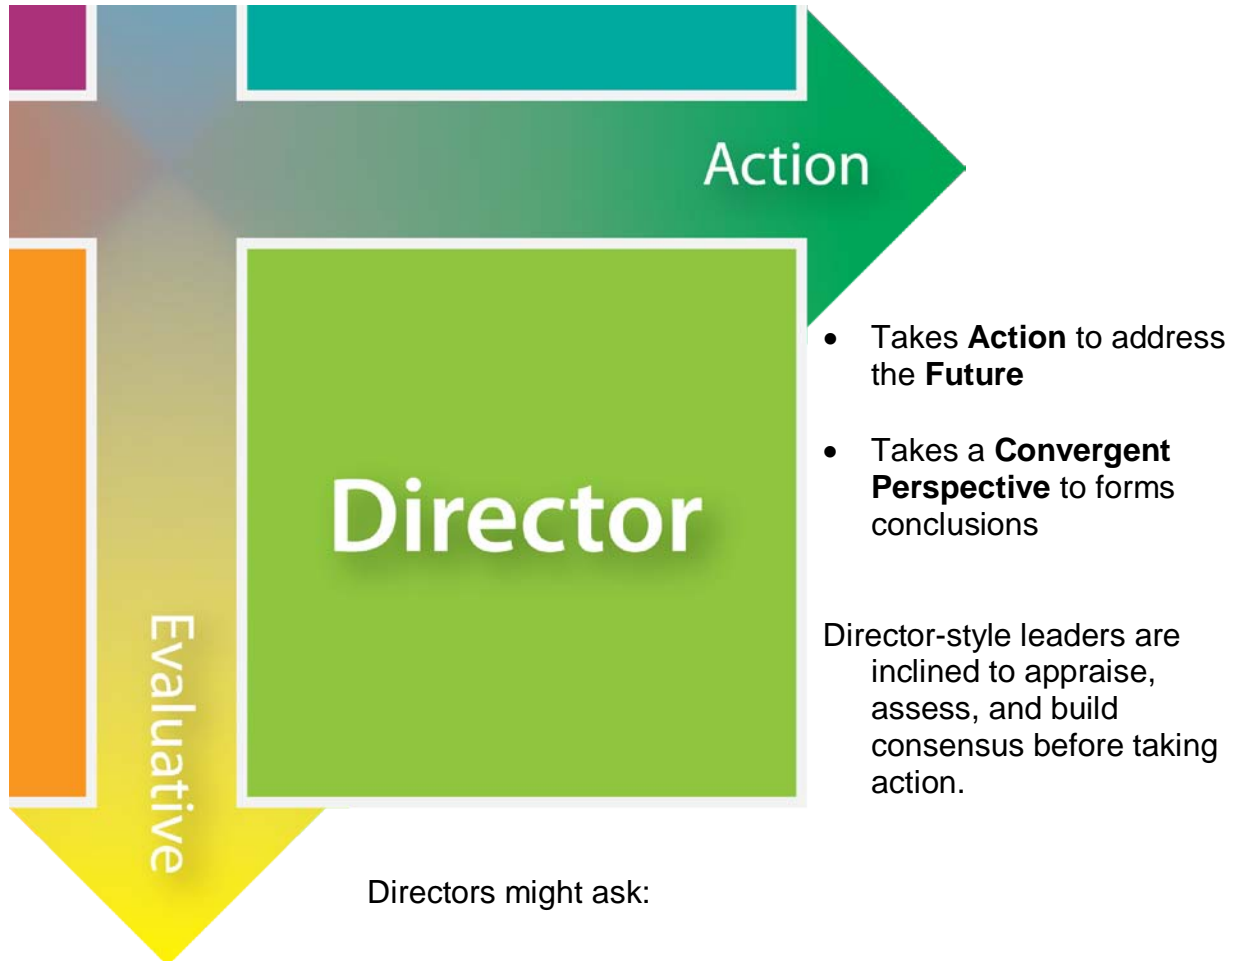 Action
• Takes Action to address
the Future
• Takes a Convergent
Perspective to forms
conclusions
Director
Director-style leaders are
inclined to appraise,
assess, and build
consensus before taking
action.
Evaluative
Directors might ask: